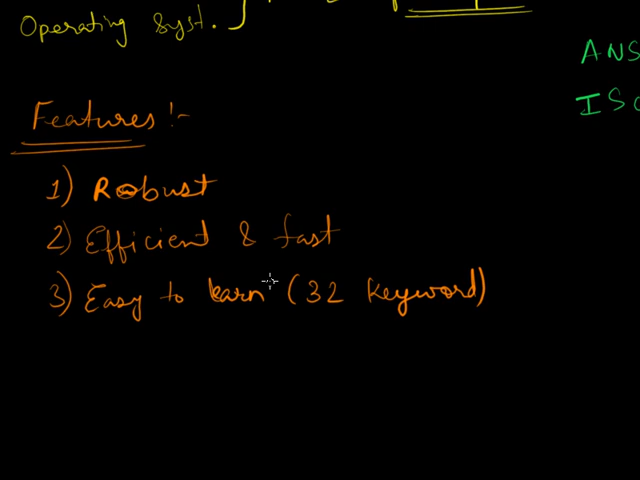 Operating Syst.
ANS
ISO
Features :-
1) Robust
2) Efficient & fast
3) Easy to learn (32 keyword)